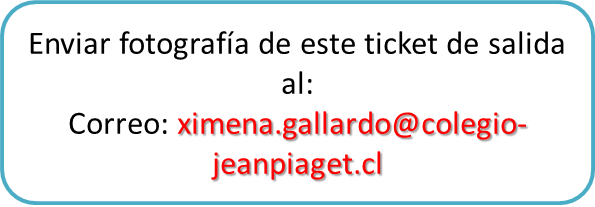 Enviar fotografía de este ticket de salida
al:
Correo: ximena.gallardo@colegio-
jeanpiaget.cl